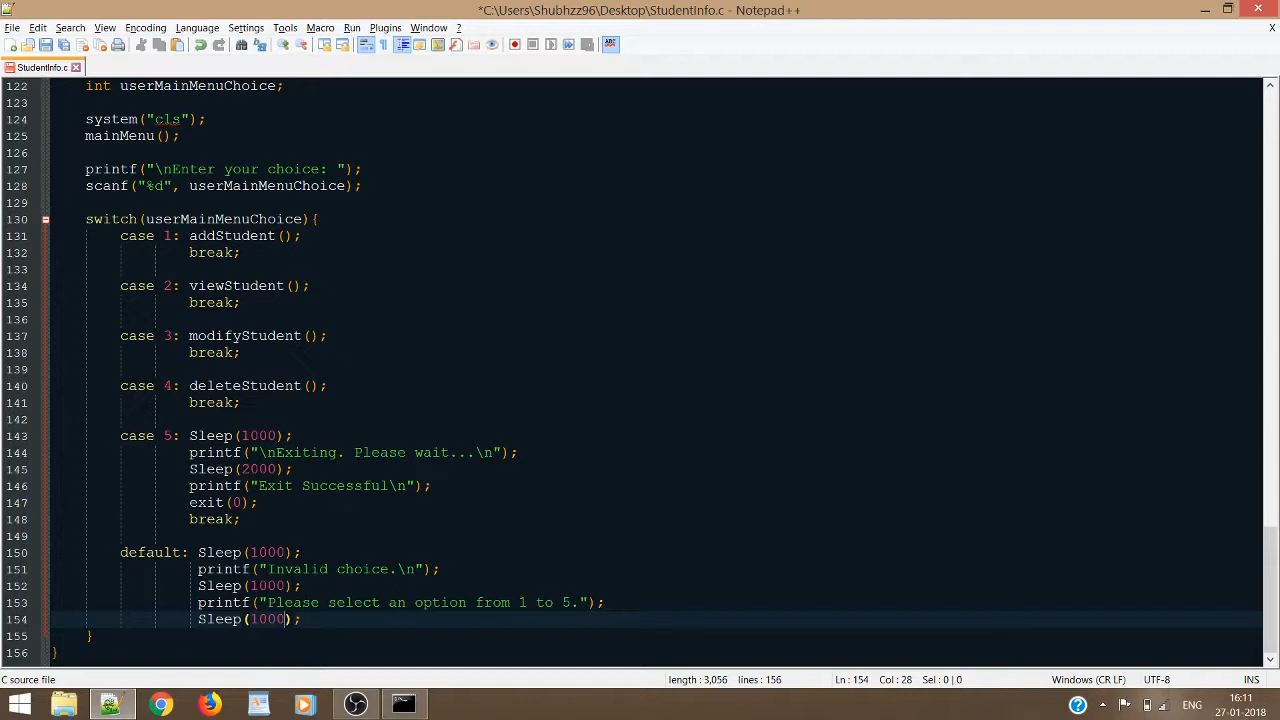 *C:\Users\Shubhzz96\Desktop\StudentInfo.c - Notepad++
File Edit Search View Encoding Language Settings Tools Macro Run Plugins Window ? X
StudentInfo.c
122 int userMainMenuChoice;
123
124 system("cls");
125 mainMenu();
126
127 printf("\nEnter your choice: ");
128 scanf("%d", userMainMenuChoice);
129
130 switch(userMainMenuChoice){
131 case 1: addStudent();
132 break;
133
134 case 2: viewStudent();
135 break;
136
137 case 3: modifyStudent();
138 break;
139
140 case 4: deleteStudent();
141 break;
142
143 case 5: Sleep(1000);
144 printf("\nExiting. Please wait...\n");
145 Sleep(2000);
146 printf("Exit Successful\n");
147 exit(0);
148 break;
149
150 default: Sleep(1000);
151 printf("Invalid choice.\n");
152 Sleep(1000);
153 printf("Please select an option from 1 to 5.");
154 Sleep(1000);
155 }
156 }
C source file length : 3,056 lines : 156 Ln : 154 Col : 28 Sel : 0 | 0 Windows (CR LF) UTF-8 INS
ENG 16:11
27-01-2018